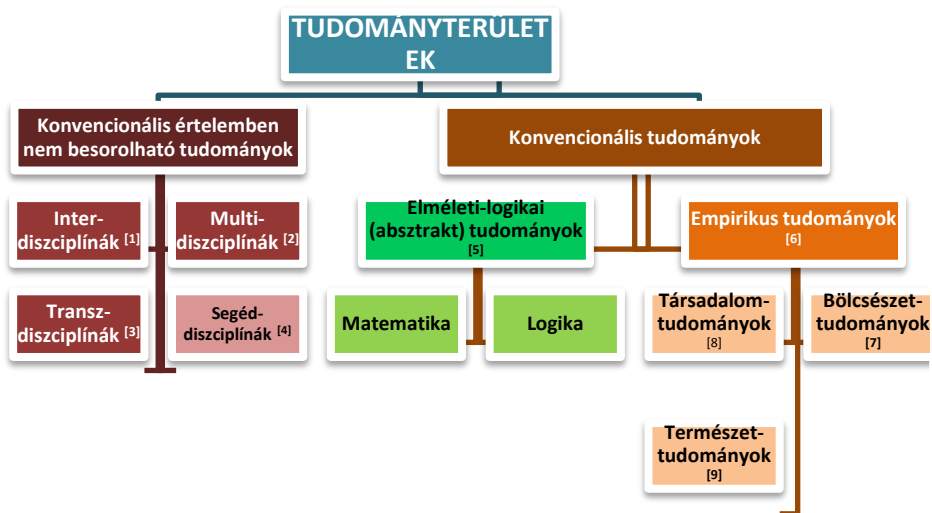 TUDOMÁNYTERÜLET
EK
Konvencionális értelemben
nem besorolható tudományok
Konvencionális tudományok
Inter-
diszciplínák [1]
Multi-
diszciplínák [2]
Elméleti-logikai
(absztrakt) tudományok
[5]
Empirikus tudományok
[6]
Transz-
diszciplínák [3]
Segéd-
diszciplínák [4]
Matematika
Logika
Társadalom-
tudományok
[8]
Bölcsészet-
tudományok
[7]
Természet-
tudományok
[9]